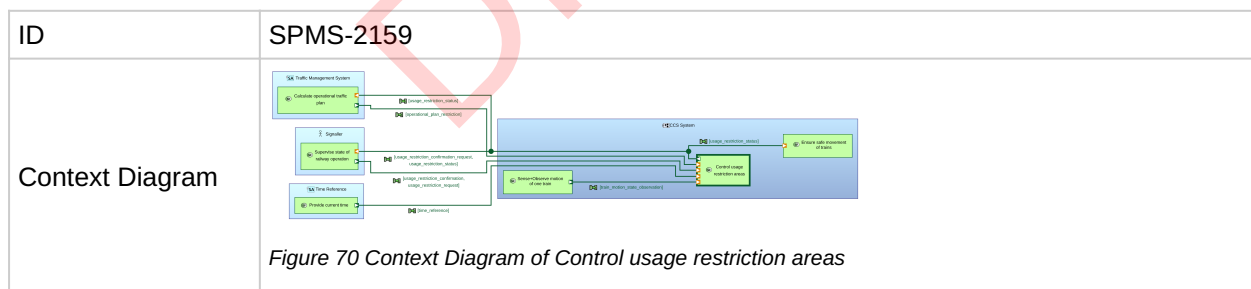 ID
SPMS-2159
Context Diagram
Traffic Management System
Calculate operational traffic
plan
[usage_restriction_status]
[operational_plan_restriction]
Signaller
Supervise state of
railway operation
[usage_restriction_confirmation_request,
usage_restriction_status]
[usage_restriction_confirmation,
usage_restriction_request]
Time Reference
Provide current time
[time_reference]
CCS System
[usage_restriction_status]
Ensure safe movement
of trains
Control usage
restriction areas
Sense+Observe motion
of one train
[train_motion_state_observation]
Figure 70 Context Diagram of Control usage restriction areas